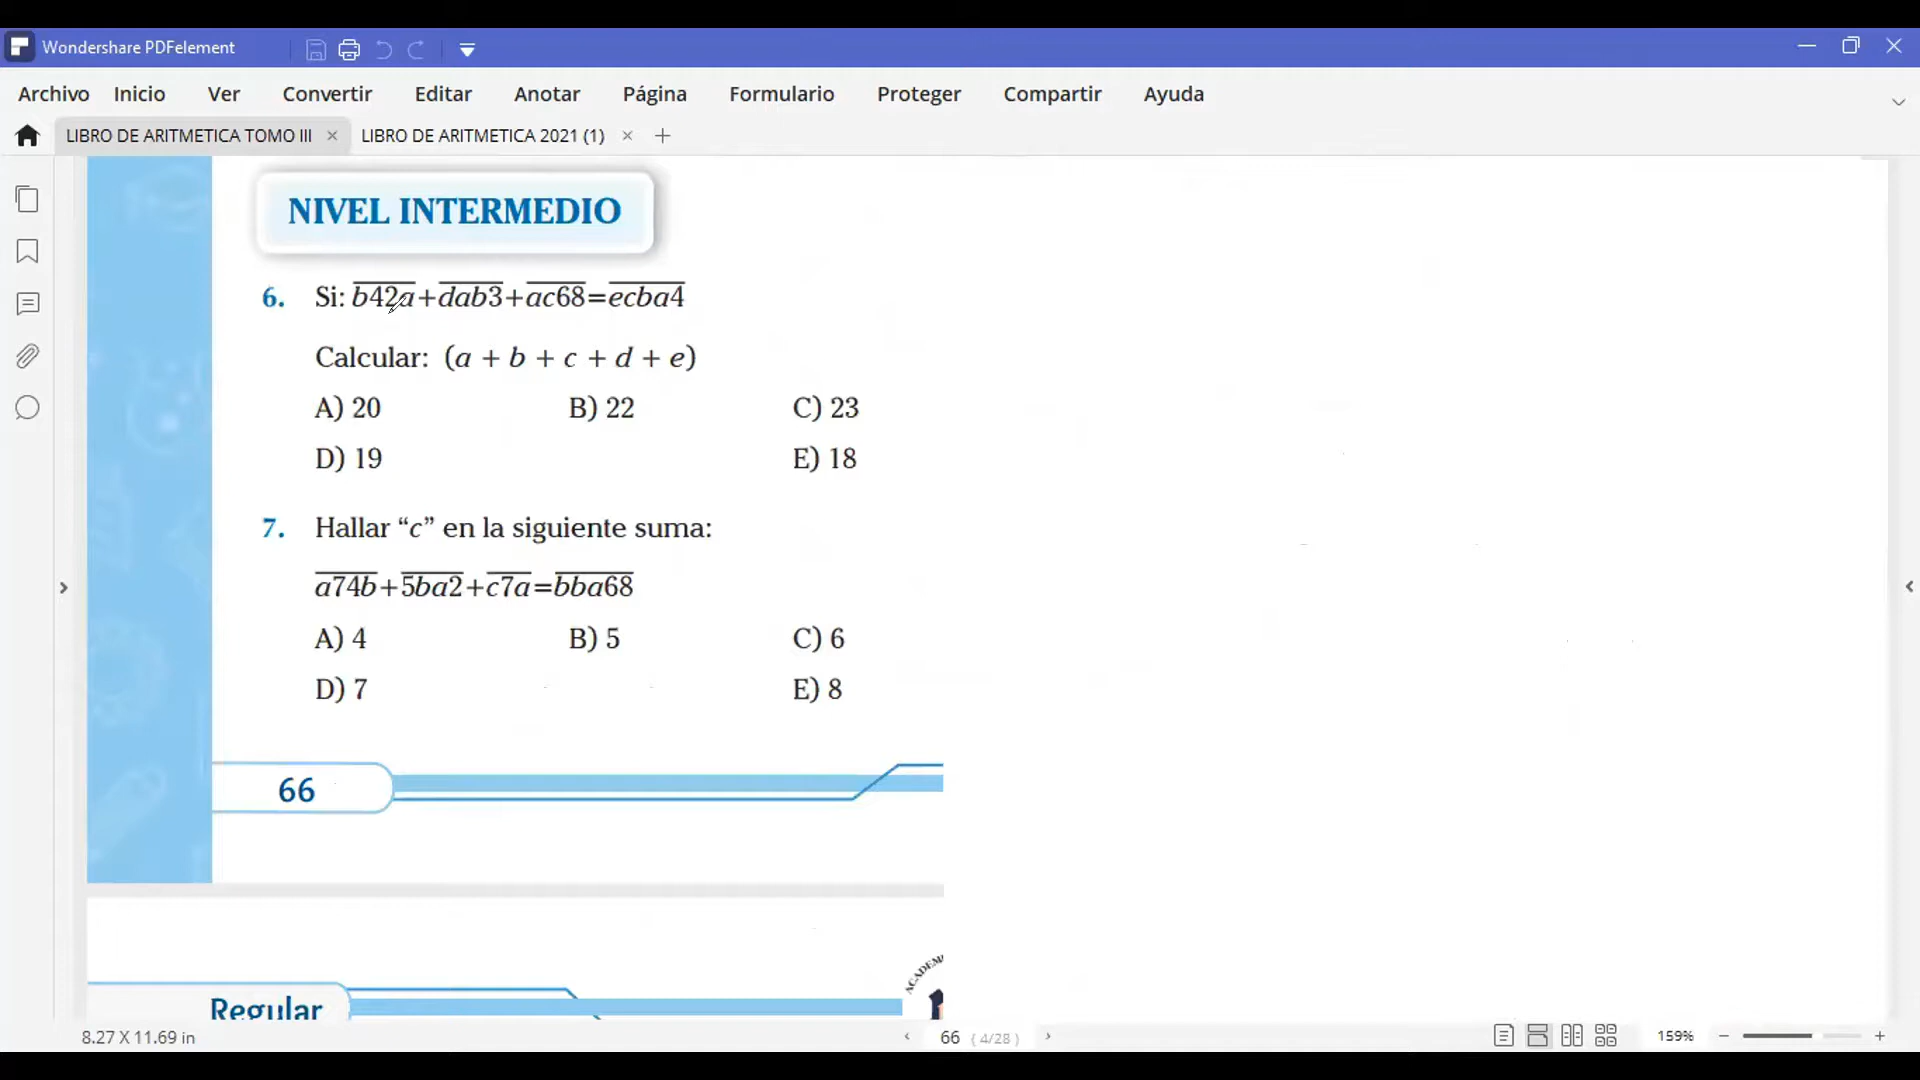 Wondershare PDFelement
Archivo Inicio Ver Convertir Editar Anotar Página Formulario Proteger Compartir Ayuda
LIBRO DE ARITMETICA TOMO III × LIBRO DE ARITMETICA 2021 (1) × +
NIVEL INTERMEDIO
6. Si: b42a+dab3+ac68=ecba4
Calcular: (a + b + c + d + e)
A) 20 B) 22 C) 23
D) 19 E) 18
7. Hallar “c” en la siguiente suma:
a74b+5ba2+c7a=bba68
A) 4 B) 5 C) 6
D) 7 E) 8
66
ACADEM
Regular
8.27 X 11.69 in ‹ 66 ( 4/28 ) › 159% − +